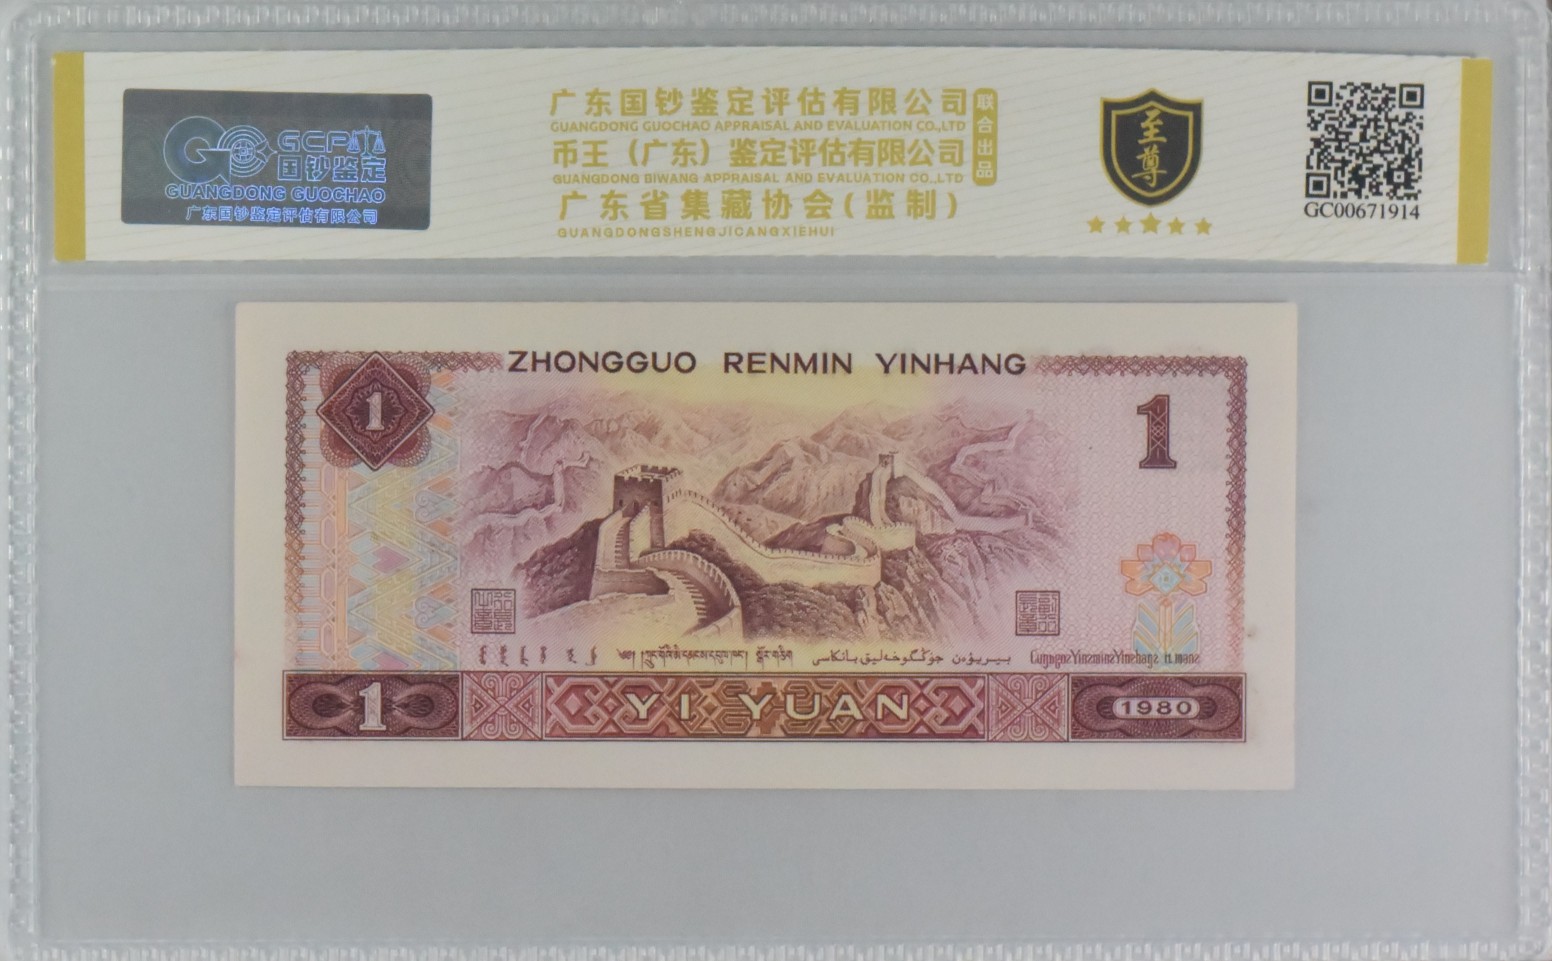 GCP
国钞鉴定
GUANGDONG GUOCHAO
广东国钞鉴定评估有限公司
广东国钞鉴定评估有限公司
GUANGDONG GUOCHAO APPRAISAL AND EVALUATION CO.,LTD
币王（广东）鉴定评估有限公司
GUANGDONG BIWANG APPRAISAL AND EVALUATION CO.,LTD
联合出品
广东省集藏协会(监制)
GUANGDONGSHENGJICANGXIEHUI
至尊
GC00671914
ZHONGGUO RENMIN YINHANG
1
1
1 YI YUAN 1980